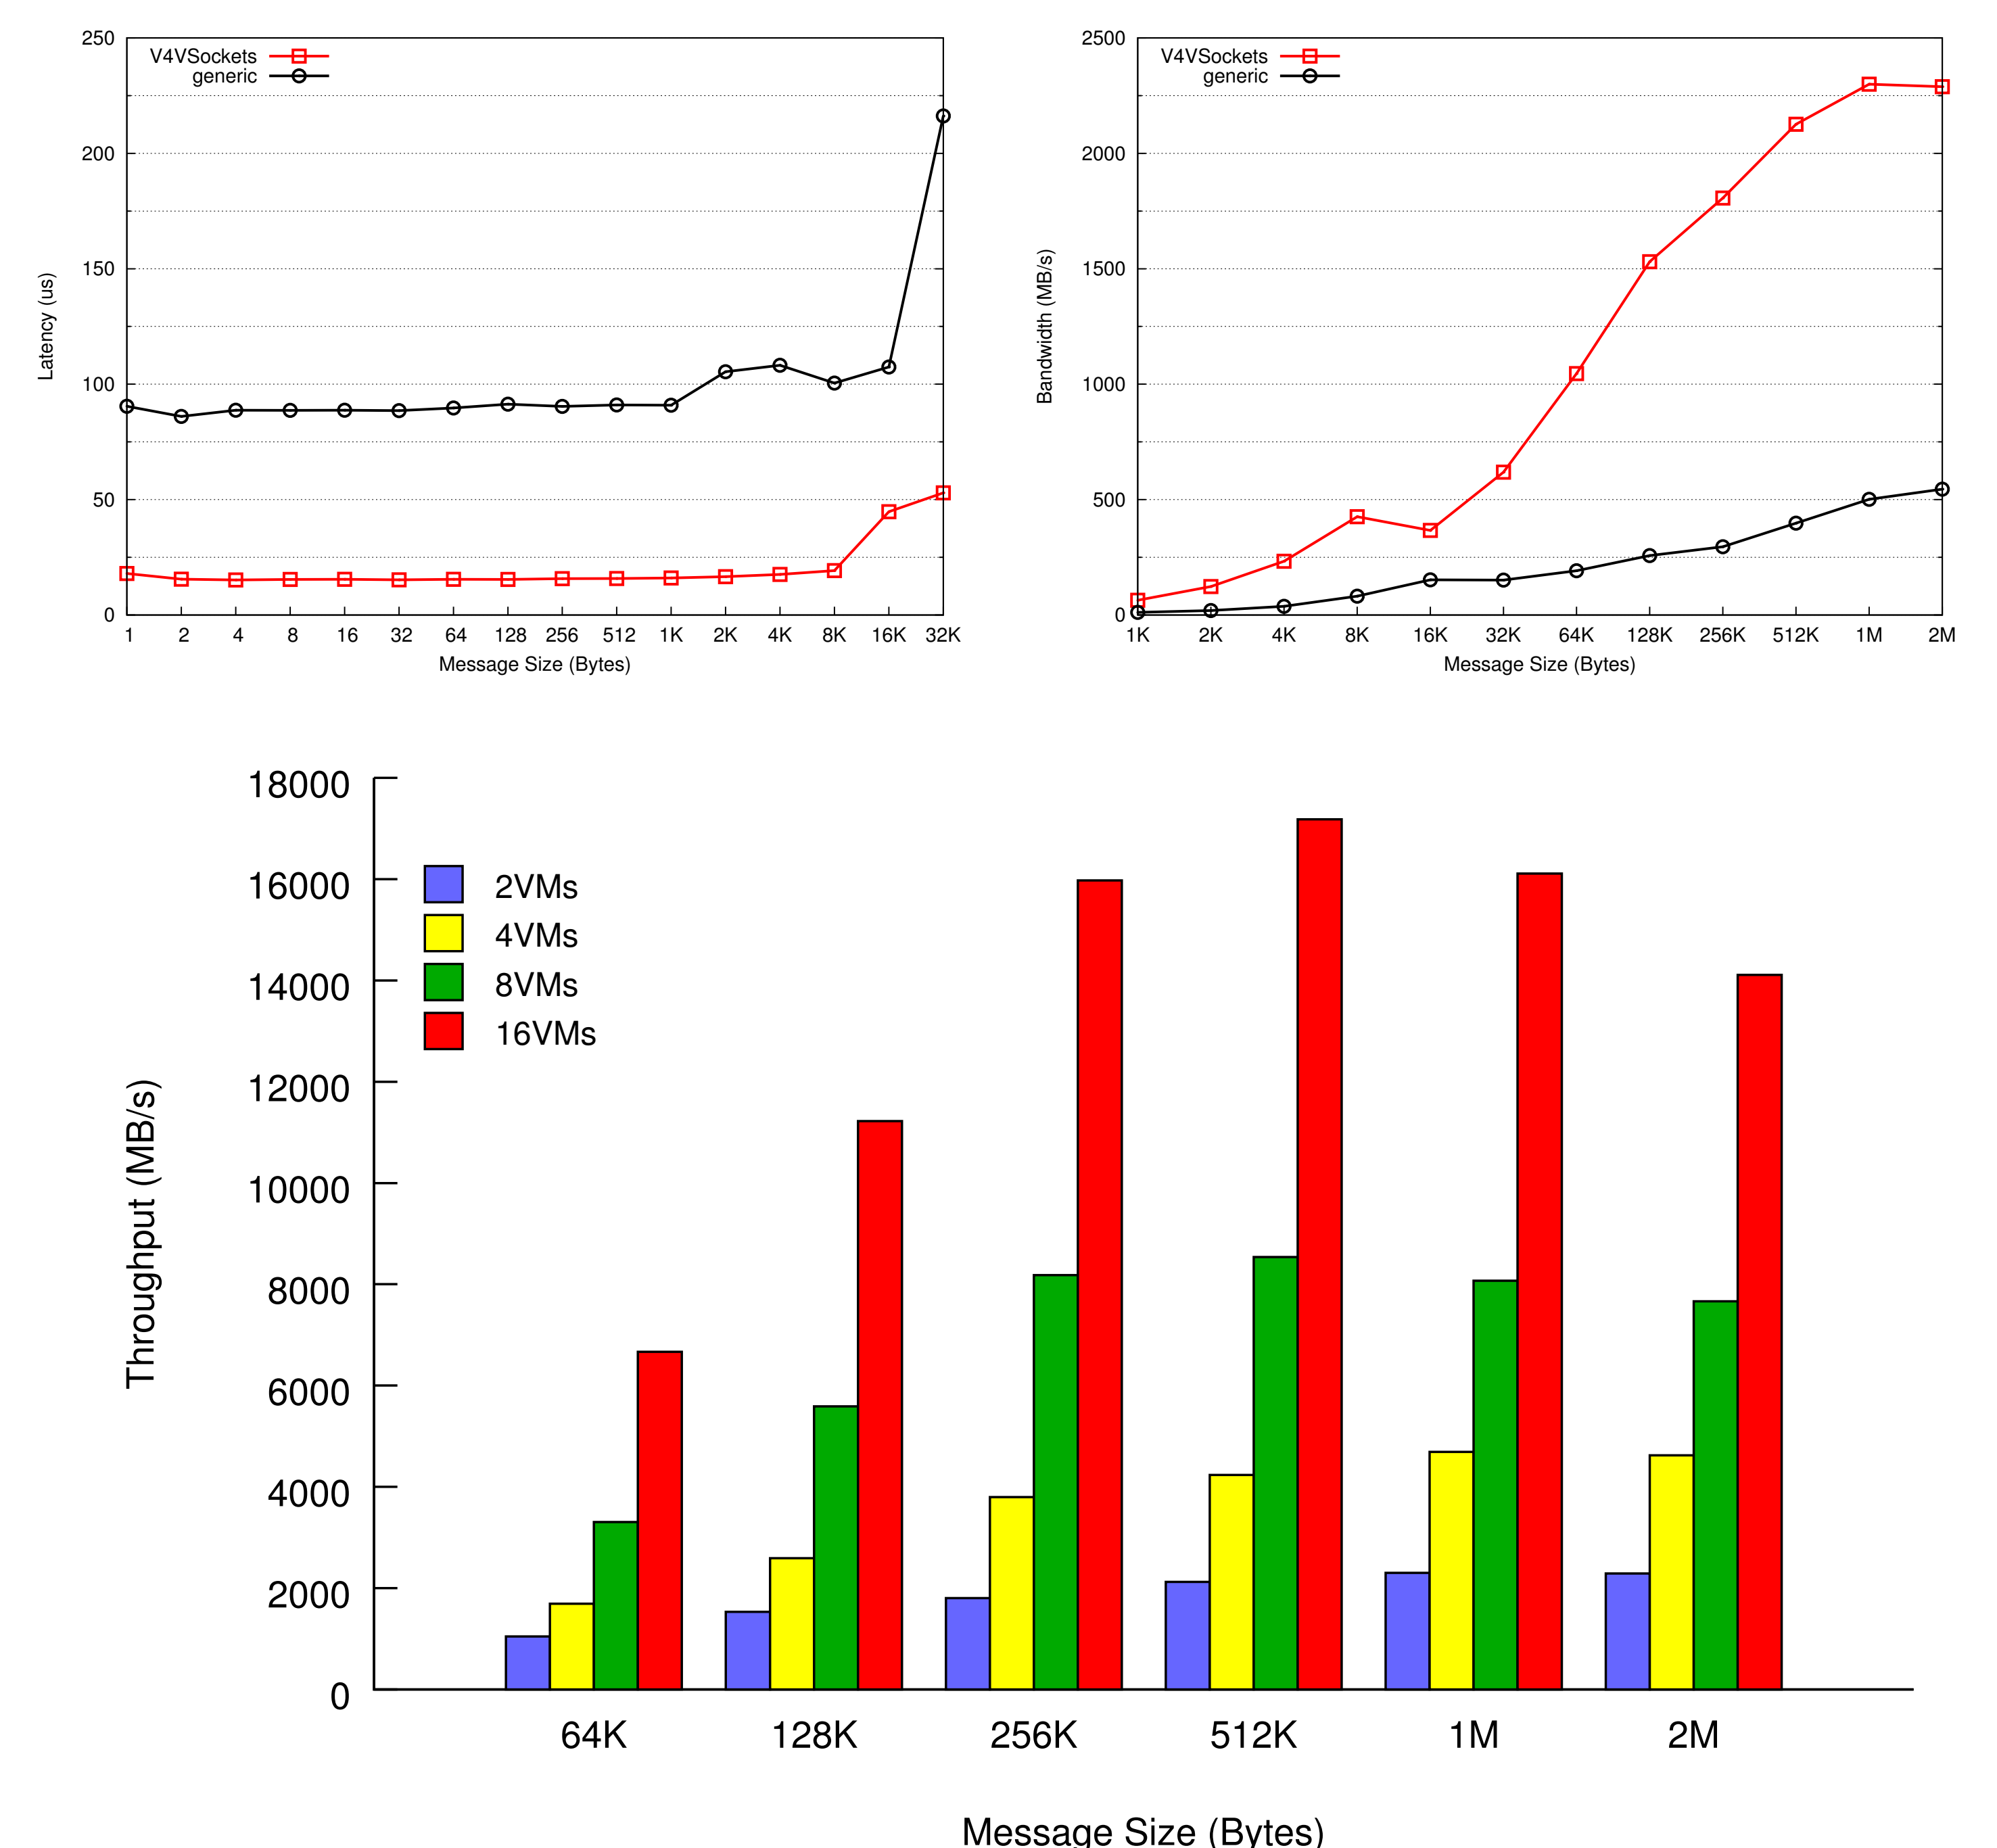 250
200
150
100
50
0
Latency (us)
V4VSockets
generic
1 2 4 8 16 32 64 128 256 512 1K 2K 4K 8K 16K 32K
Message Size (Bytes)
2500
2000
1500
1000
500
0
Bandwidth (MB/s)
V4VSockets
generic
1K 2K 4K 8K 16K 32K 64K 128K 256K 512K 1M 2M
Message Size (Bytes)
18000
16000
14000
12000
10000
8000
6000
4000
2000
0
Throughput (MB/s)
2VMs
4VMs
8VMs
16VMs
64K 128K 256K 512K 1M 2M
Message Size (Bytes)